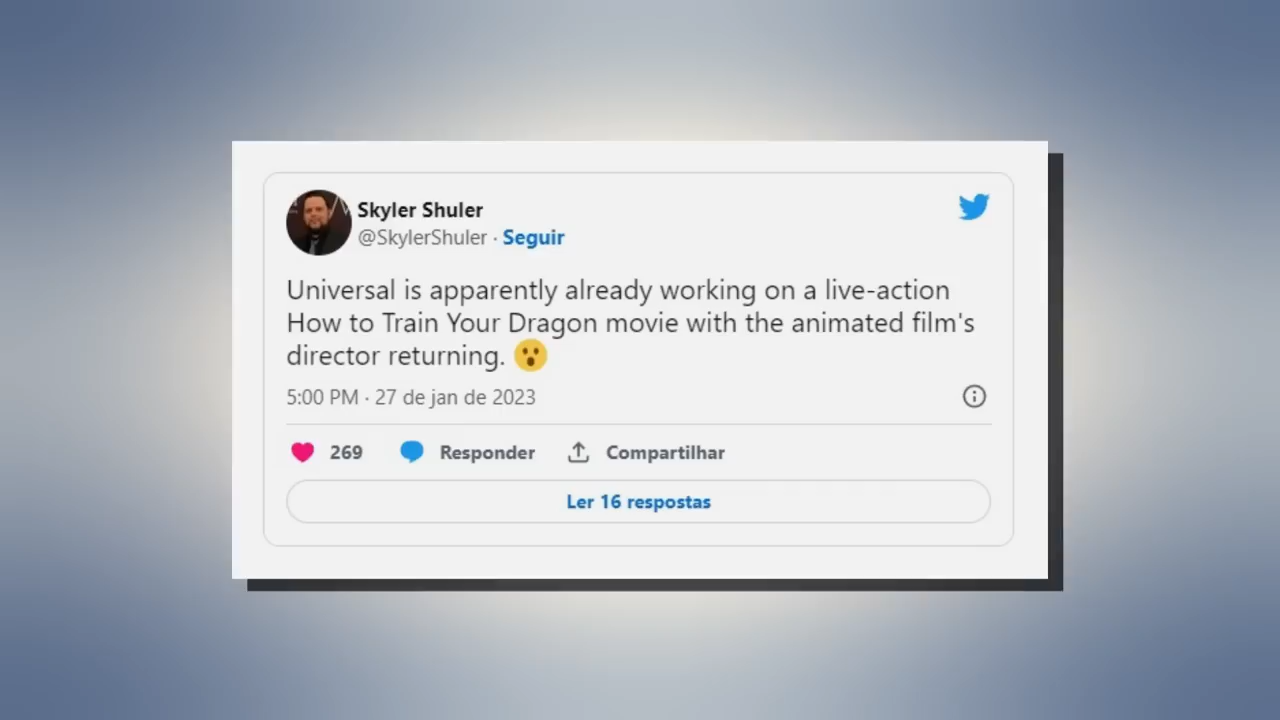 Skyler Shuler
@SkylerShuler · Seguir
Universal is apparently already working on a live-action
How to Train Your Dragon movie with the animated film's
director returning. 😮
5:00 PM · 27 de jan de 2023
269 Responder Compartilhar
Ler 16 respostas